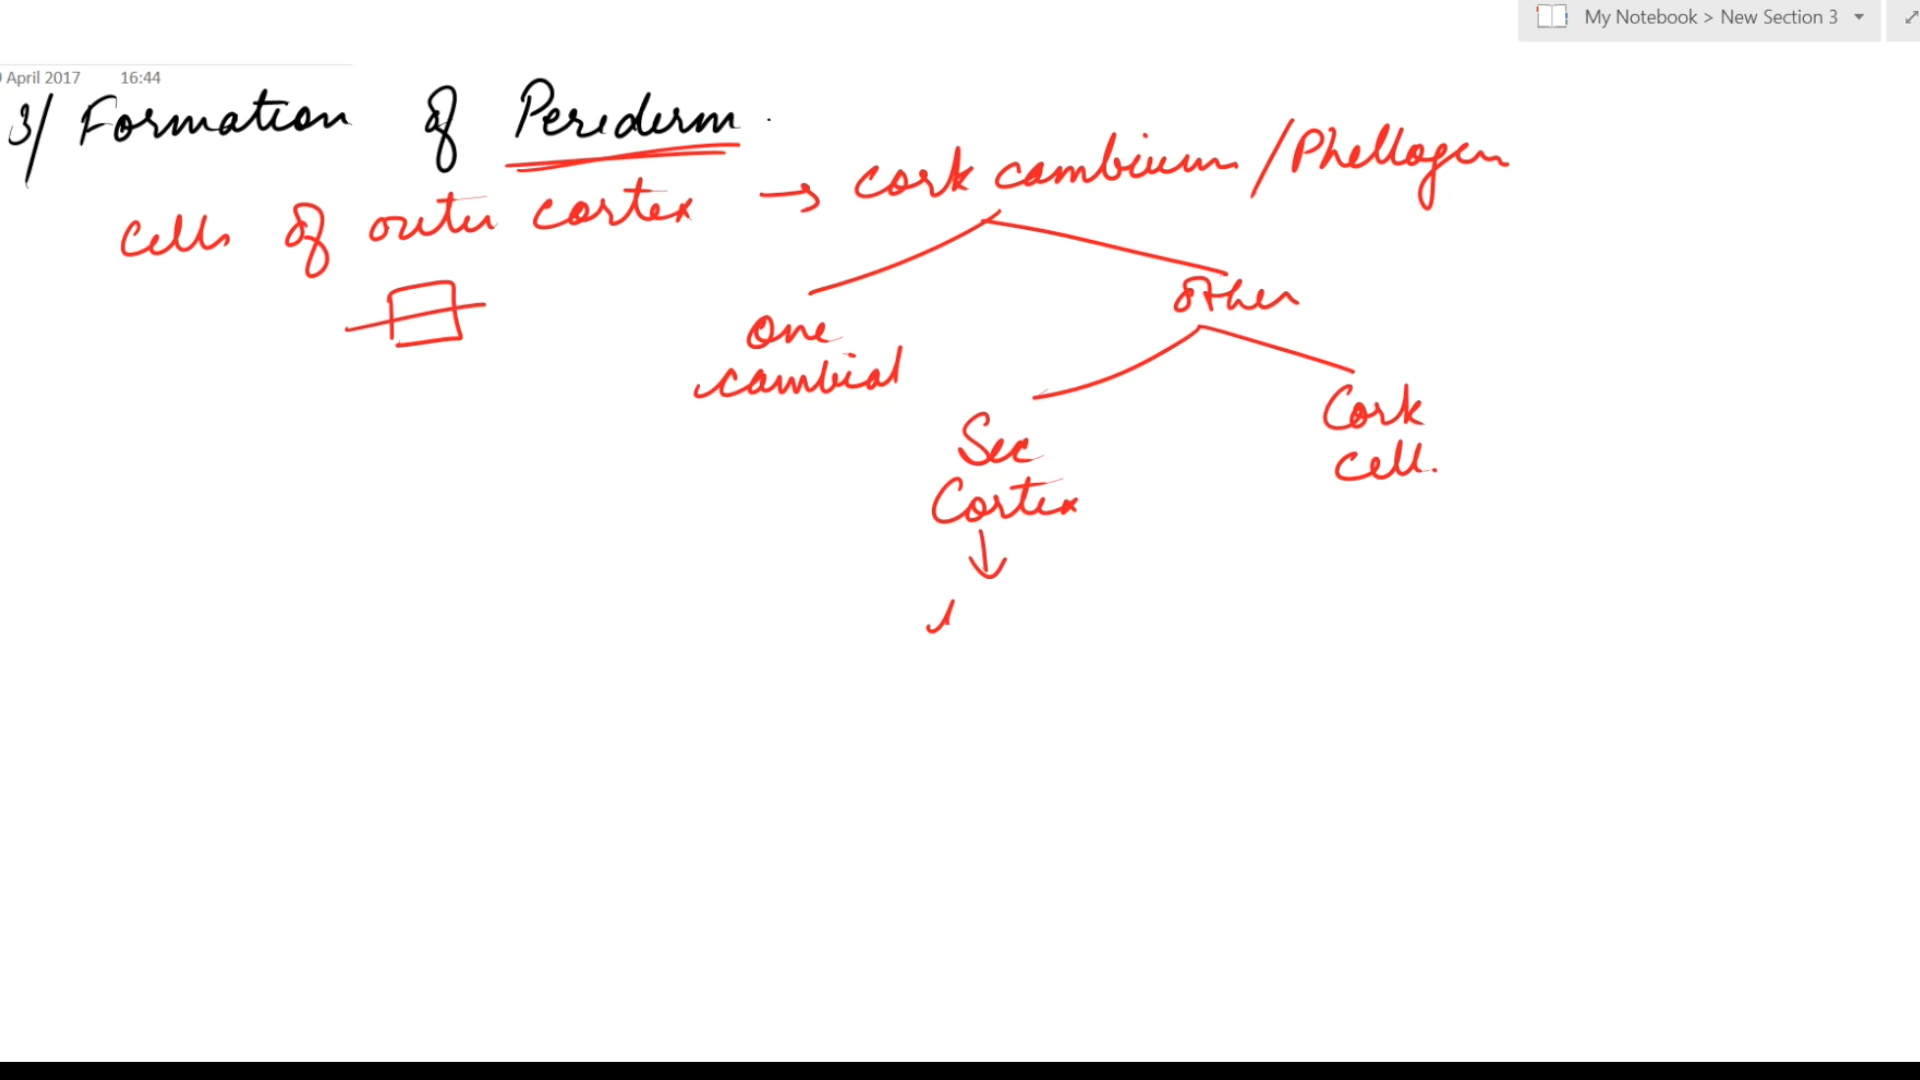 My Notebook > New Section 3
April 2017 16:44
3/ Formation of Periderm.
cells of outer cortex → cork cambium / Phellogen
one
cambial
other
Sec
Cortex
Cork
cell.